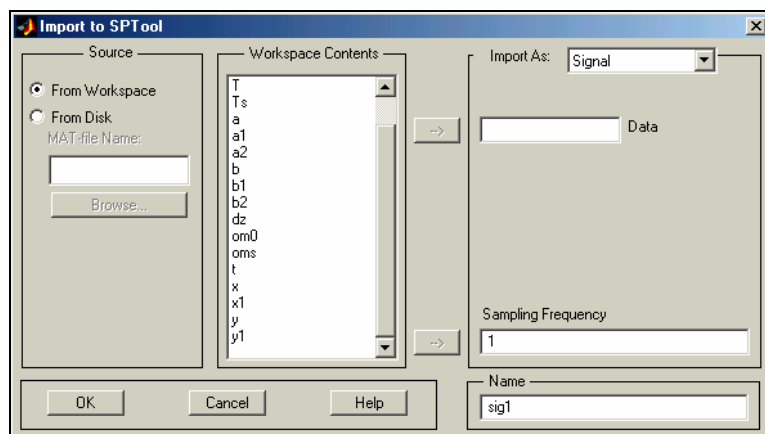 Import to SPTool
Source
From Workspace
From Disk
MAT-file Name:
Browse...
Workspace Contents
T
Ts
a
a1
a2
b
b1
b2
dz
om0
oms
t
x
x1
y
y1
-->
-->
Import As: Signal
Data
Sampling Frequency
1
OK Cancel Help
Name
sig1